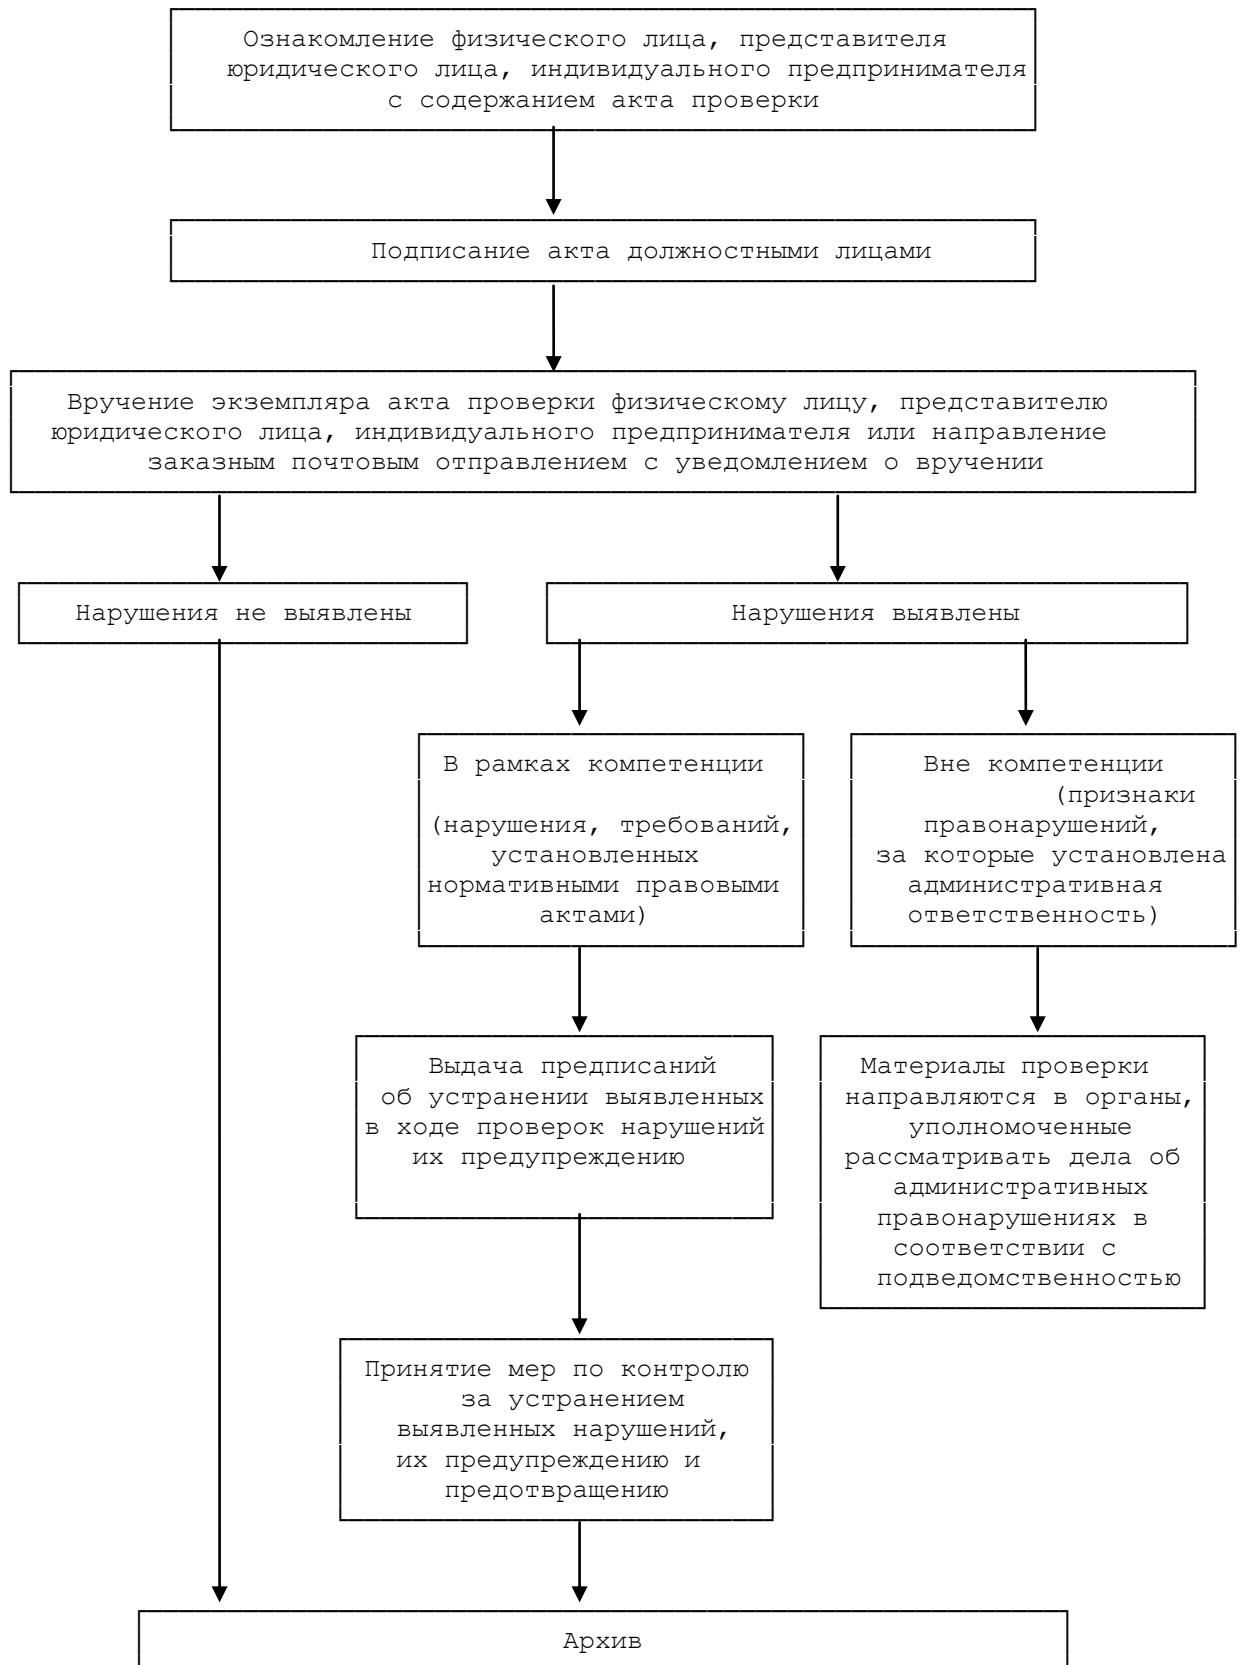 Ознакомление физического лица, представителя
юридического лица, индивидуального предпринимателя
с содержанием акта проверки
Подписание акта должностными лицами
Вручение экземпляра акта проверки физическому лицу, представителю
юридического лица, индивидуального предпринимателя или направление
заказным почтовым отправлением с уведомлением о вручении
Нарушения не выявлены
Нарушения выявлены
В рамках компетенции
(нарушения, требований,
установленных
нормативными правовыми
актами)
Вне компетенции
(признаки
правонарушений,
за которые установлена
административная
ответственность)
Выдача предписаний
об устранении выявленных
в ходе проверок нарушений
их предупреждению
Материалы проверки
направляются в органы,
уполномоченные
рассматривать дела об
административных
правонарушениях в
соответствии с
подведомственностью
Принятие мер по контролю
за устранением
выявленных нарушений,
их предупреждению и
предотвращению
Архив